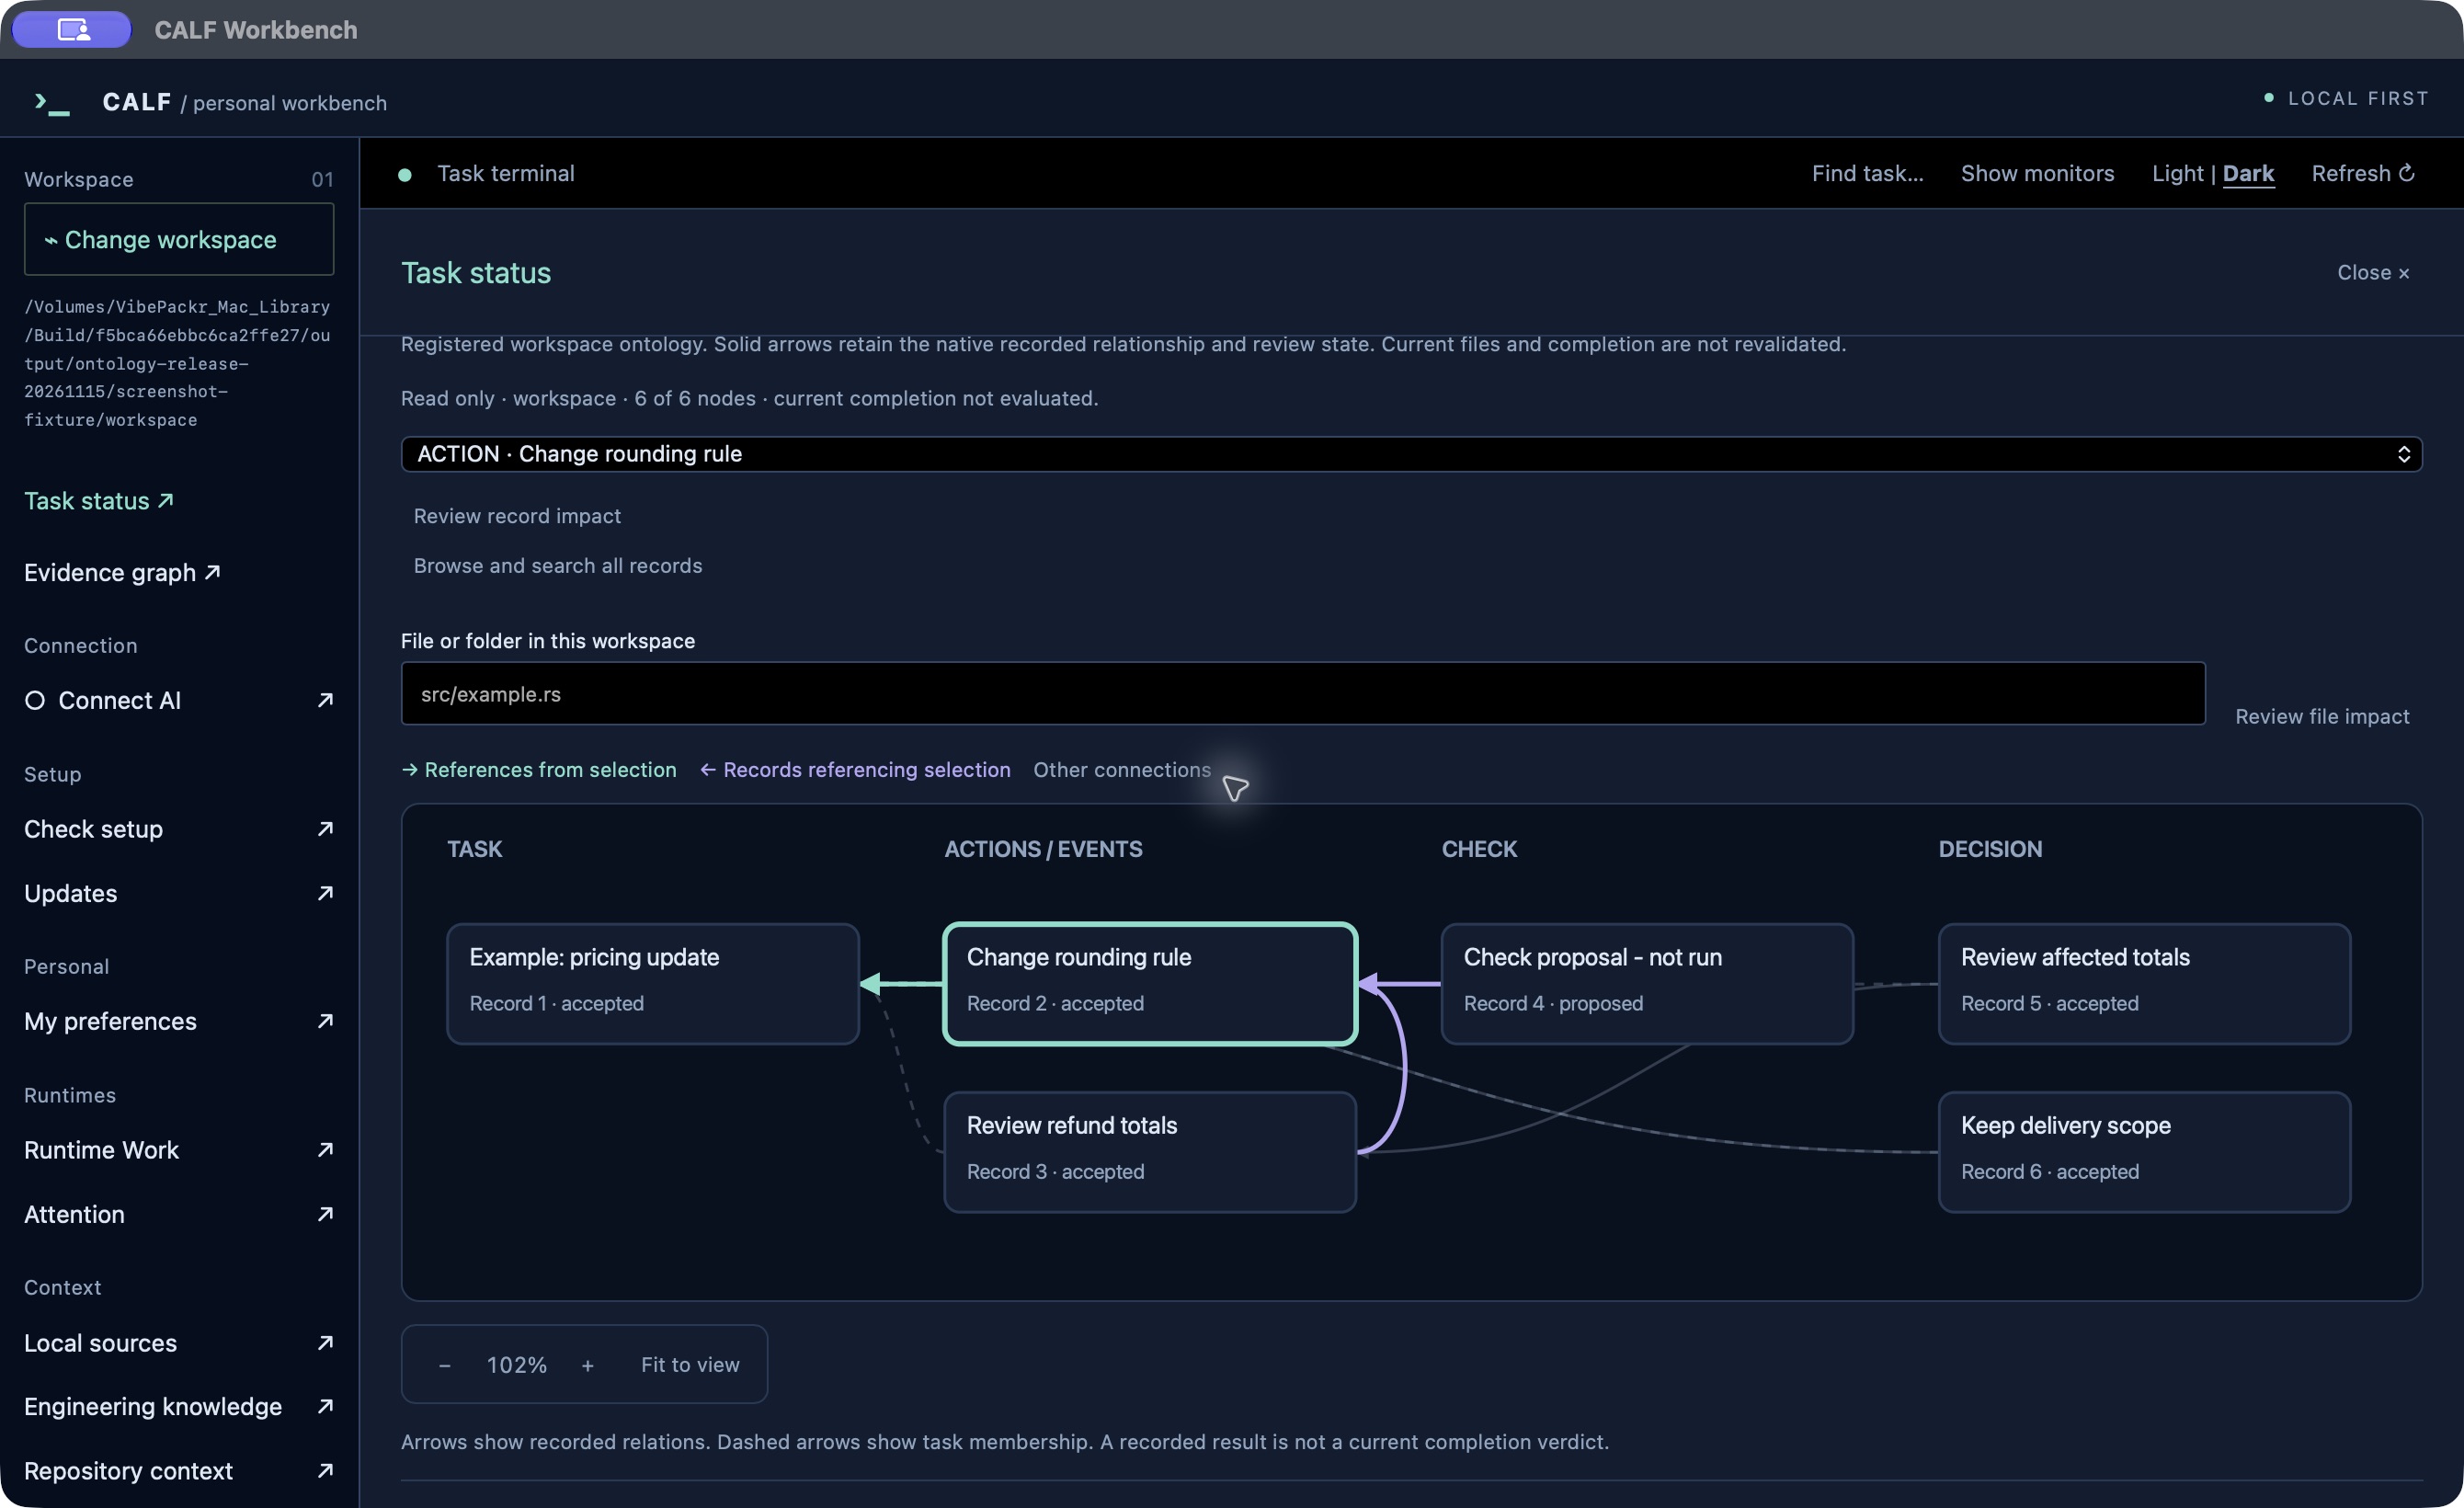 CALF Workbench
CALF / personal workbench
LOCAL FIRST
Workspace 01
⌁ Change workspace
/Volumes/VibePackr_Mac_Library
/Build/f5bca66ebbc6ca2ffe27/ou
tput/ontology-release-
20261115/screenshot-
fixture/workspace
Task status ↗
Evidence graph ↗
Connection
Connect AI ↗
Setup
Check setup ↗
Updates ↗
Personal
My preferences ↗
Runtimes
Runtime Work ↗
Attention ↗
Context
Local sources ↗
Engineering knowledge ↗
Repository context ↗
Task terminal
Find task... Show monitors Light | Dark Refresh ↻
Task status
Close ×
Registered workspace ontology. Solid arrows retain the native recorded relationship and review state. Current files and completion are not revalidated.
Read only · workspace · 6 of 6 nodes · current completion not evaluated.
ACTION · Change rounding rule
Review record impact
Browse and search all records
File or folder in this workspace
src/example.rs
Review file impact
→ References from selection ← Records referencing selection Other connections
TASK ACTIONS / EVENTS CHECK DECISION
Example: pricing update
Record 1 · accepted
Change rounding rule
Record 2 · accepted
Check proposal - not run
Record 4 · proposed
Review affected totals
Record 5 · accepted
Review refund totals
Record 3 · accepted
Keep delivery scope
Record 6 · accepted
− 102% + Fit to view
Arrows show recorded relations. Dashed arrows show task membership. A recorded result is not a current completion verdict.